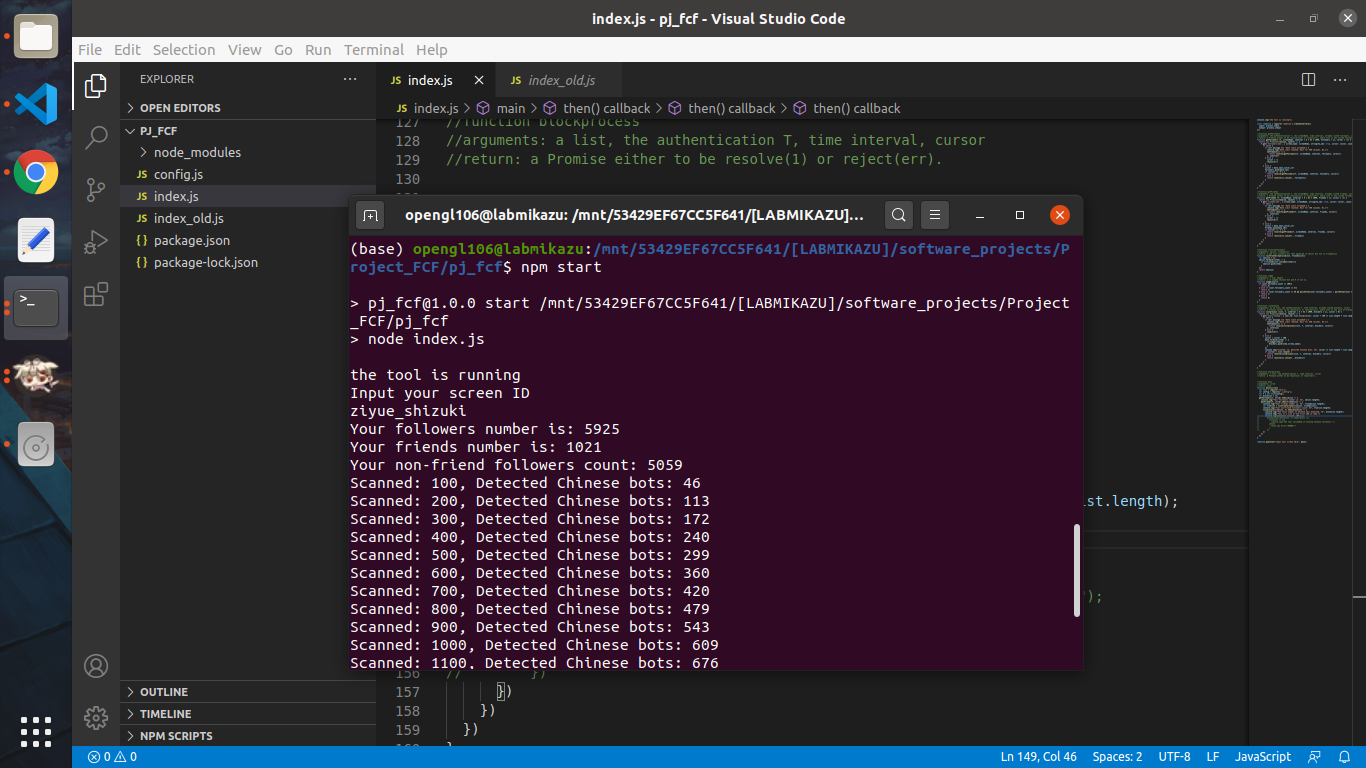 index.js - pj_fcf - Visual Studio Code
File Edit Selection View Go Run Terminal Help
EXPLORER
OPEN EDITORS
PJ_FCF
node_modules
JS config.js
JS index.js
JS index_old.js
{} package.json
{} package-lock.json
OUTLINE
TIMELINE
NPM SCRIPTS
JS index.js
JS index_old.js
JS index.js > main > then() callback > then() callback > then() callback
127 //function blockprocess
128 //arguments: a list, the authentication T, time interval, cursor
129 //return: a Promise either to be resolve(1) or reject(err).
130
opengl106@labmikazu: /mnt/53429EF67CC5F641/[LABMIKAZU]...
(base) opengl106@labmikazu:/mnt/53429EF67CC5F641/[LABMIKAZU]/software_projects/P
roject_FCF/pj_fcf$ npm start
> pj_fcf@1.0.0 start /mnt/53429EF67CC5F641/[LABMIKAZU]/software_projects/Project
_FCF/pj_fcf
> node index.js
the tool is running
Input your screen ID
ziyue_shizuki
Your followers number is: 5925
Your friends number is: 1021
Your non-friend followers count: 5059
Scanned: 100, Detected Chinese bots: 46
Scanned: 200, Detected Chinese bots: 113
Scanned: 300, Detected Chinese bots: 172
Scanned: 400, Detected Chinese bots: 240
Scanned: 500, Detected Chinese bots: 299
Scanned: 600, Detected Chinese bots: 360
Scanned: 700, Detected Chinese bots: 420
Scanned: 800, Detected Chinese bots: 479
Scanned: 900, Detected Chinese bots: 543
Scanned: 1000, Detected Chinese bots: 609
Scanned: 1100, Detected Chinese bots: 676
st.length);
");
156 // })
157 })
158 })
159 })
0 0
Ln 149, Col 46 Spaces: 2 UTF-8 LF JavaScript